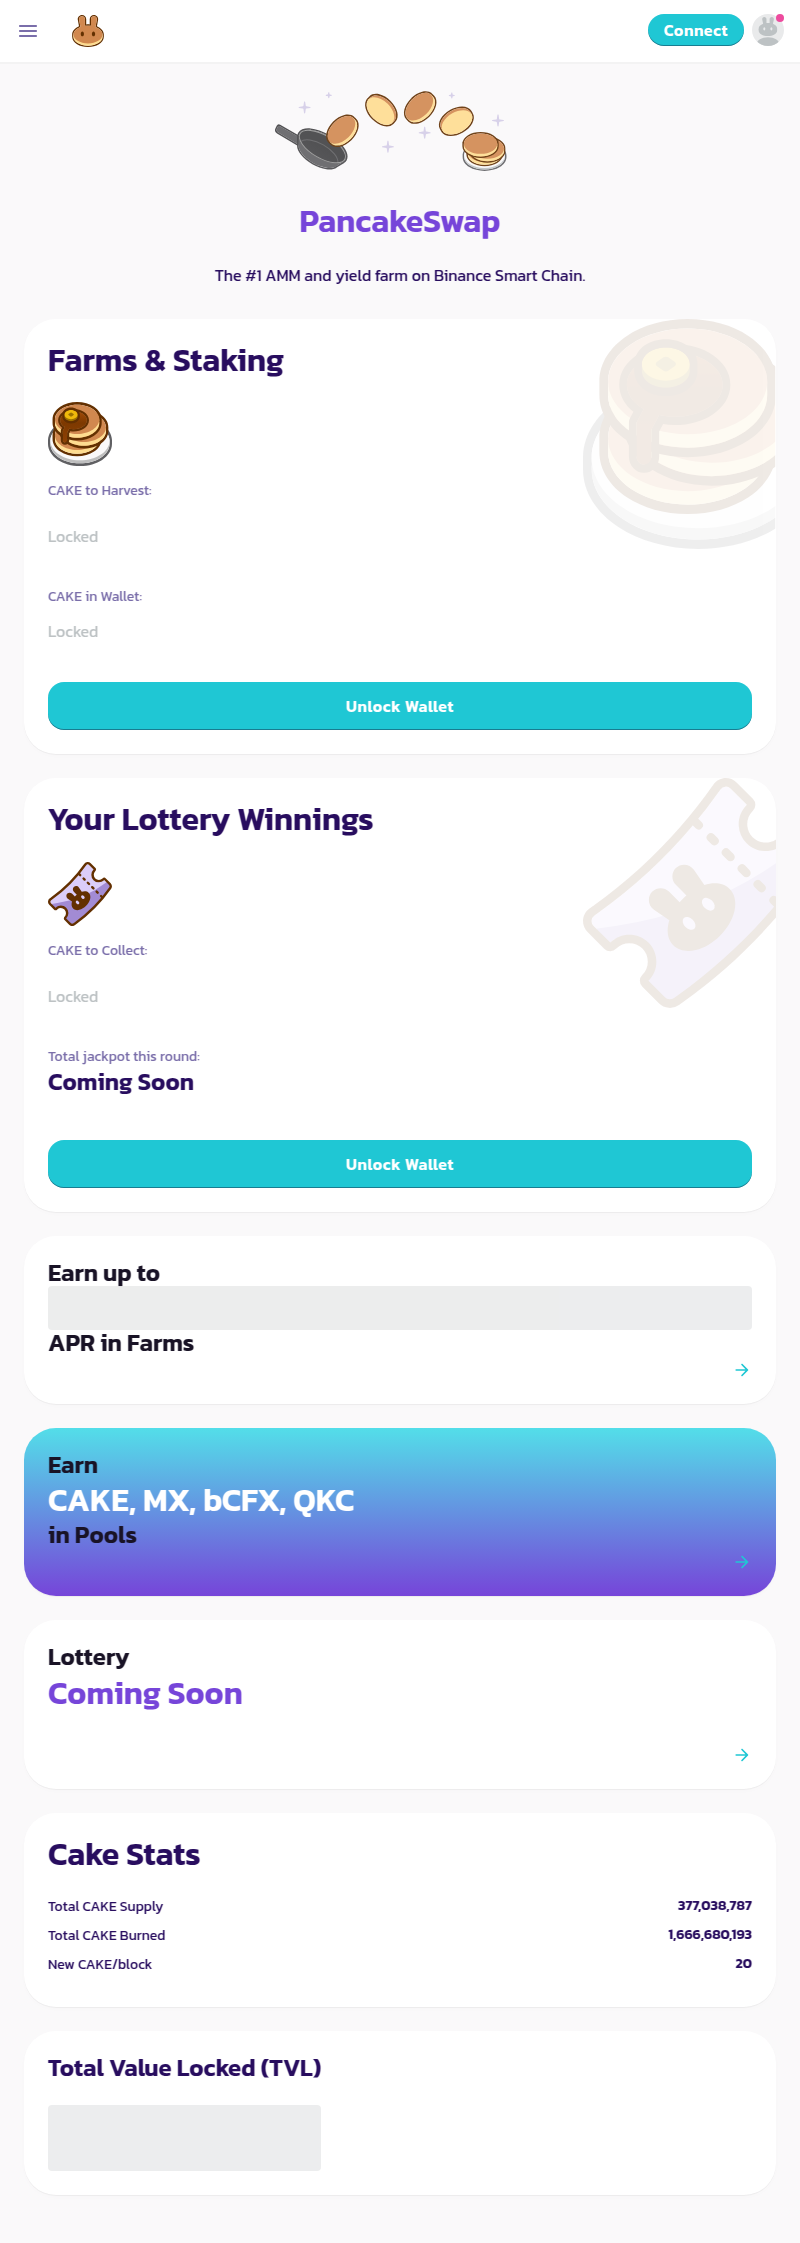 Connect
PancakeSwap
The #1 AMM and yield farm on Binance Smart Chain.
Farms & Staking
CAKE to Harvest:
Locked
CAKE in Wallet:
Locked
Unlock Wallet
Your Lottery Winnings
CAKE to Collect:
Locked
Total jackpot this round:
Coming Soon
Unlock Wallet
Earn up to
APR in Farms
Earn
CAKE, MX, bCFX, QKC
in Pools
Lottery
Coming Soon
Cake Stats
Total CAKE Supply 377,038,787
Total CAKE Burned 1,666,680,193
New CAKE/block 20
Total Value Locked (TVL)